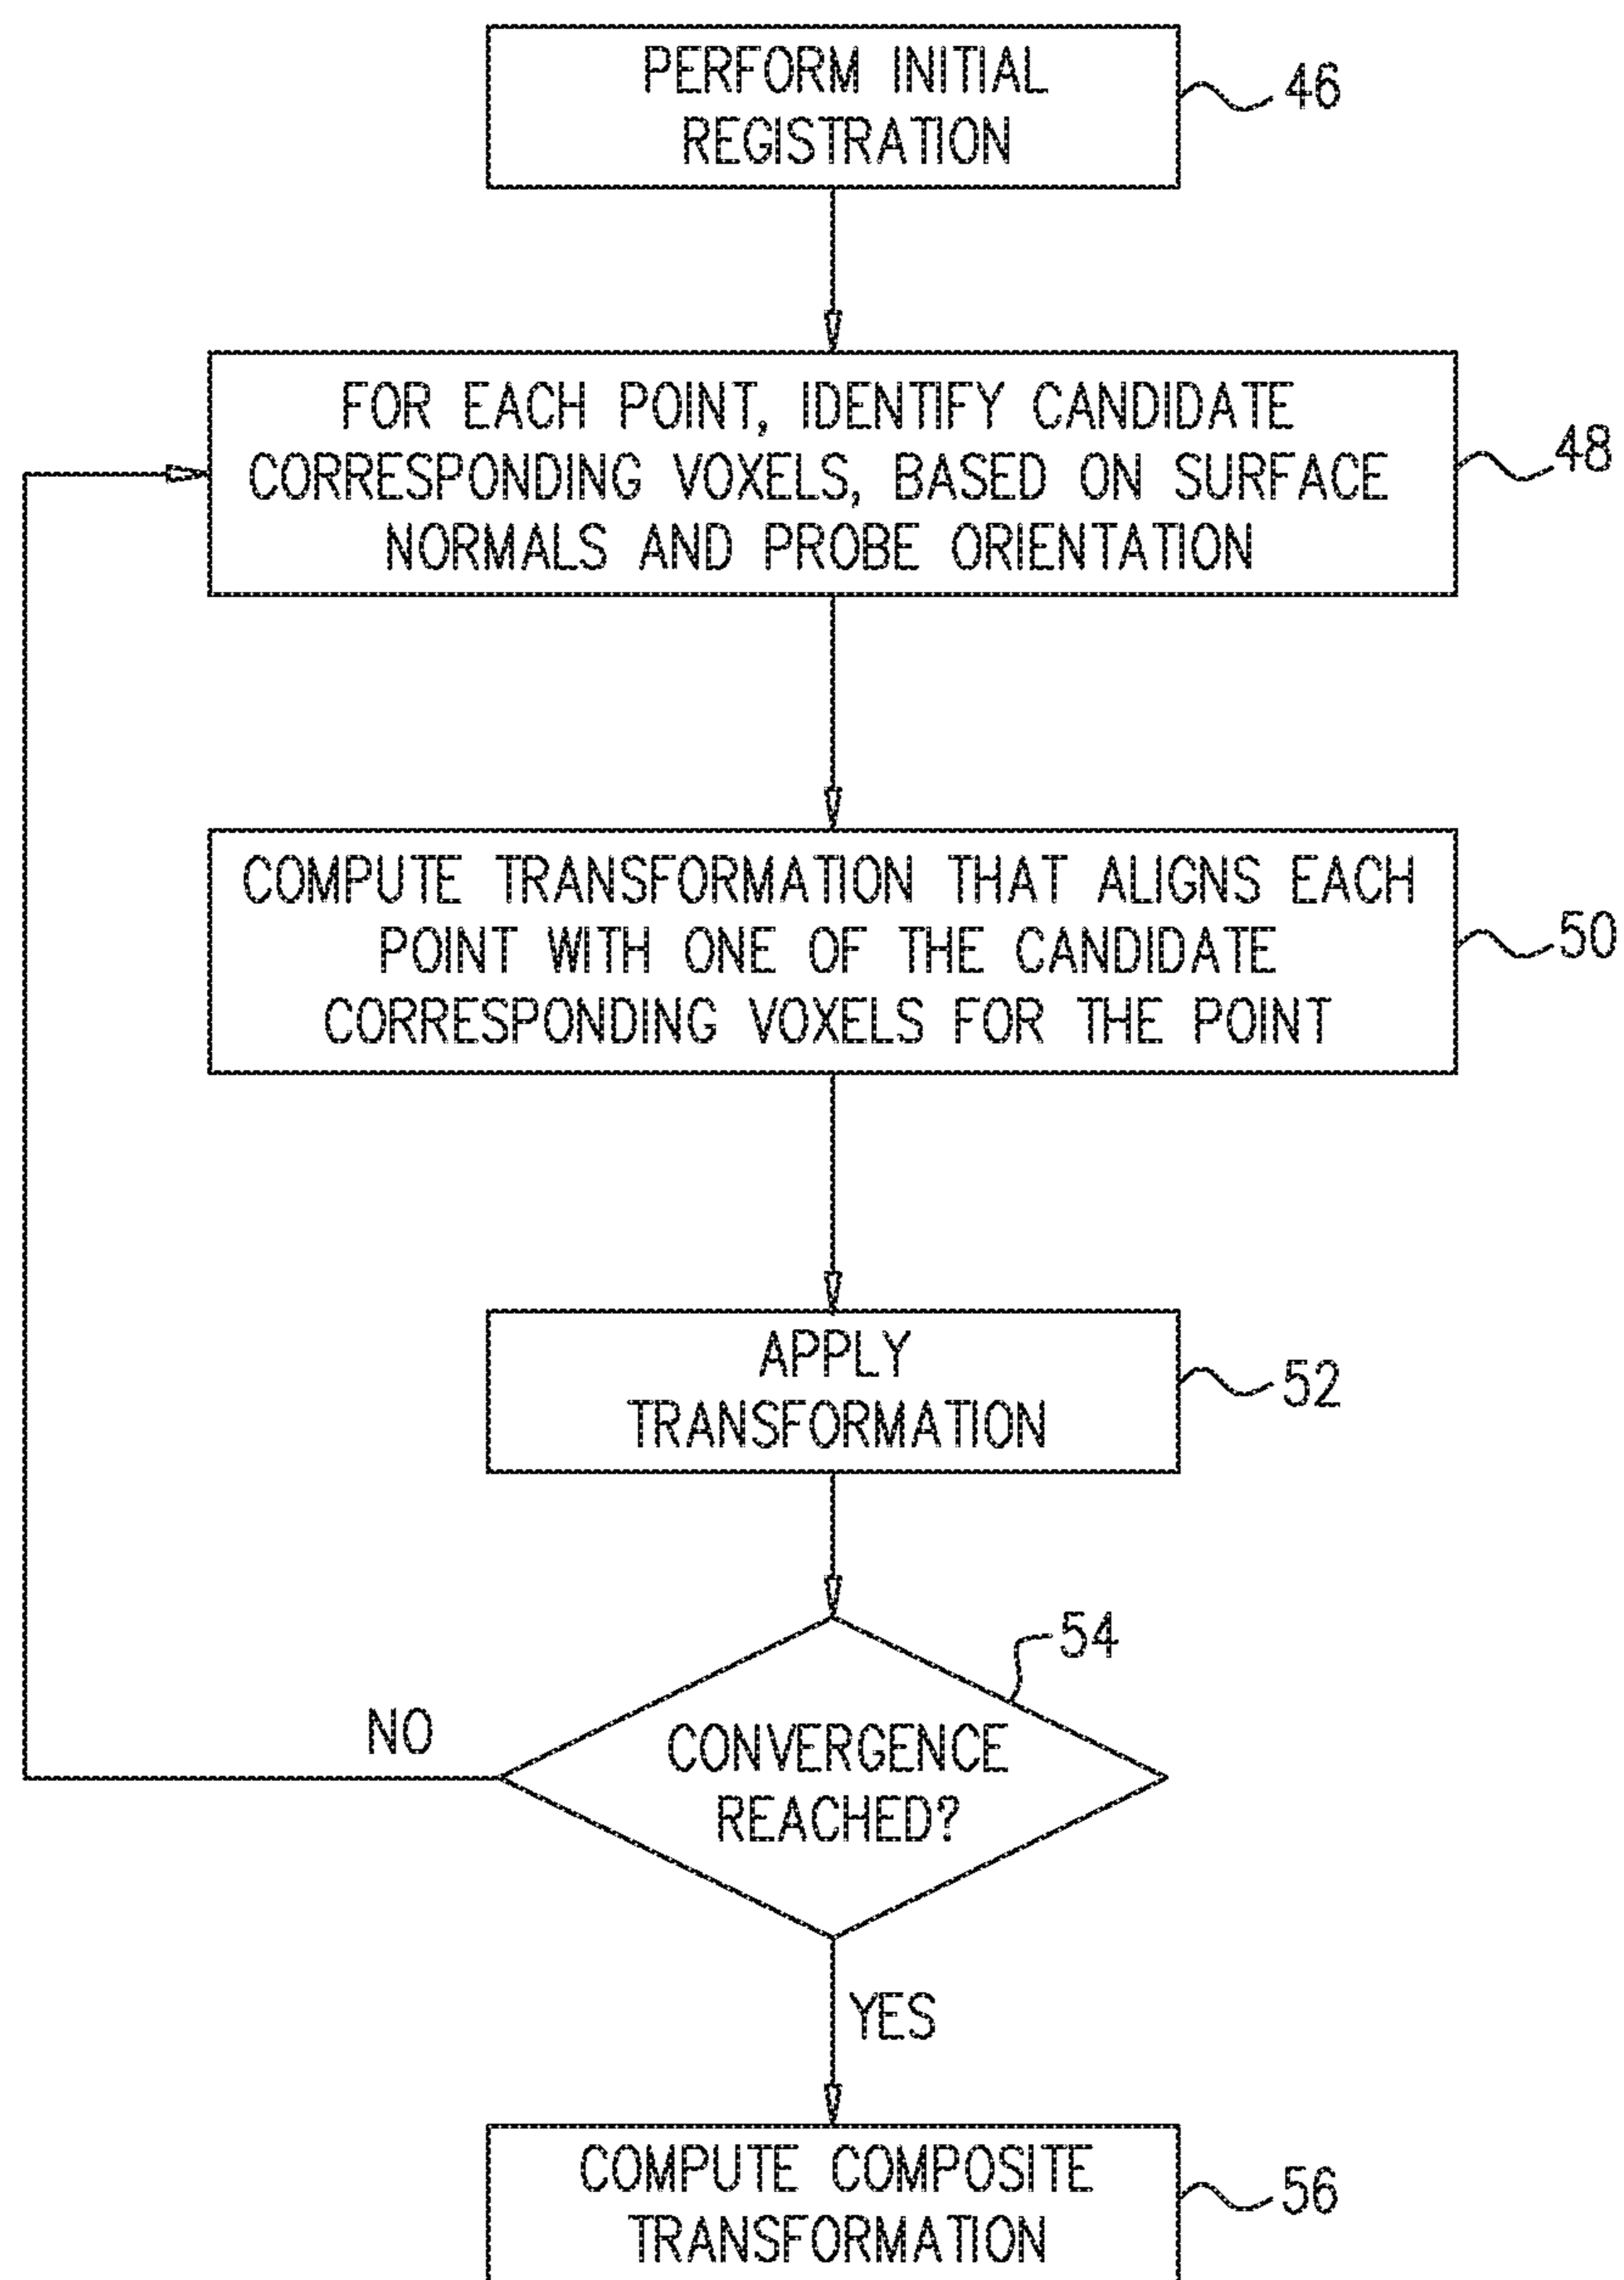 PERFORM INITIAL
REGISTRATION
46
FOR EACH POINT, IDENTIFY CANDIDATE
CORRESPONDING VOXELS, BASED ON SURFACE
NORMALS AND PROBE ORIENTATION
48
COMPUTE TRANSFORMATION THAT ALIGNS EACH
POINT WITH ONE OF THE CANDIDATE
CORRESPONDING VOXELS FOR THE POINT
50
APPLY
TRANSFORMATION
52
54
NO
CONVERGENCE
REACHED?
YES
COMPUTE COMPOSITE
TRANSFORMATION
56